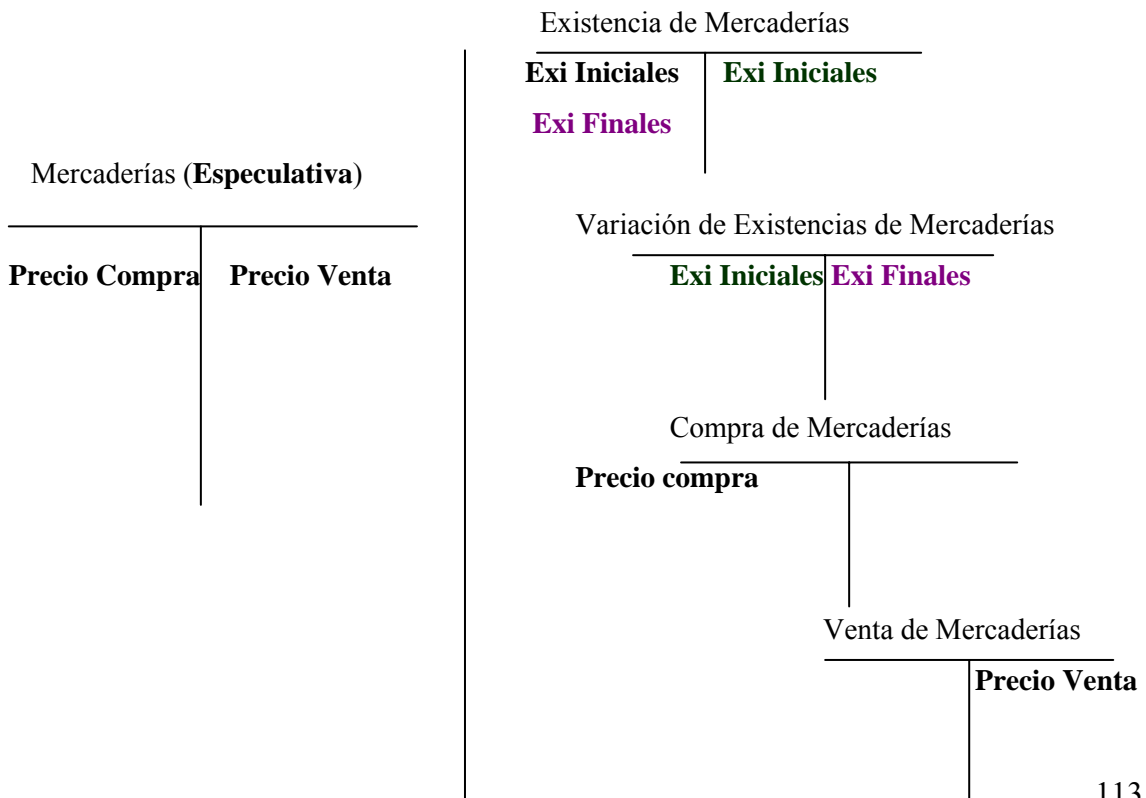 Mercaderías (Especulativa)
Precio Compra Precio Venta
Existencia de Mercaderías
Exi Iniciales Exi Iniciales
Exi Finales
Variación de Existencias de Mercaderías
Exi Iniciales Exi Finales
Compra de Mercaderías
Precio compra
Venta de Mercaderías
Precio Venta
113